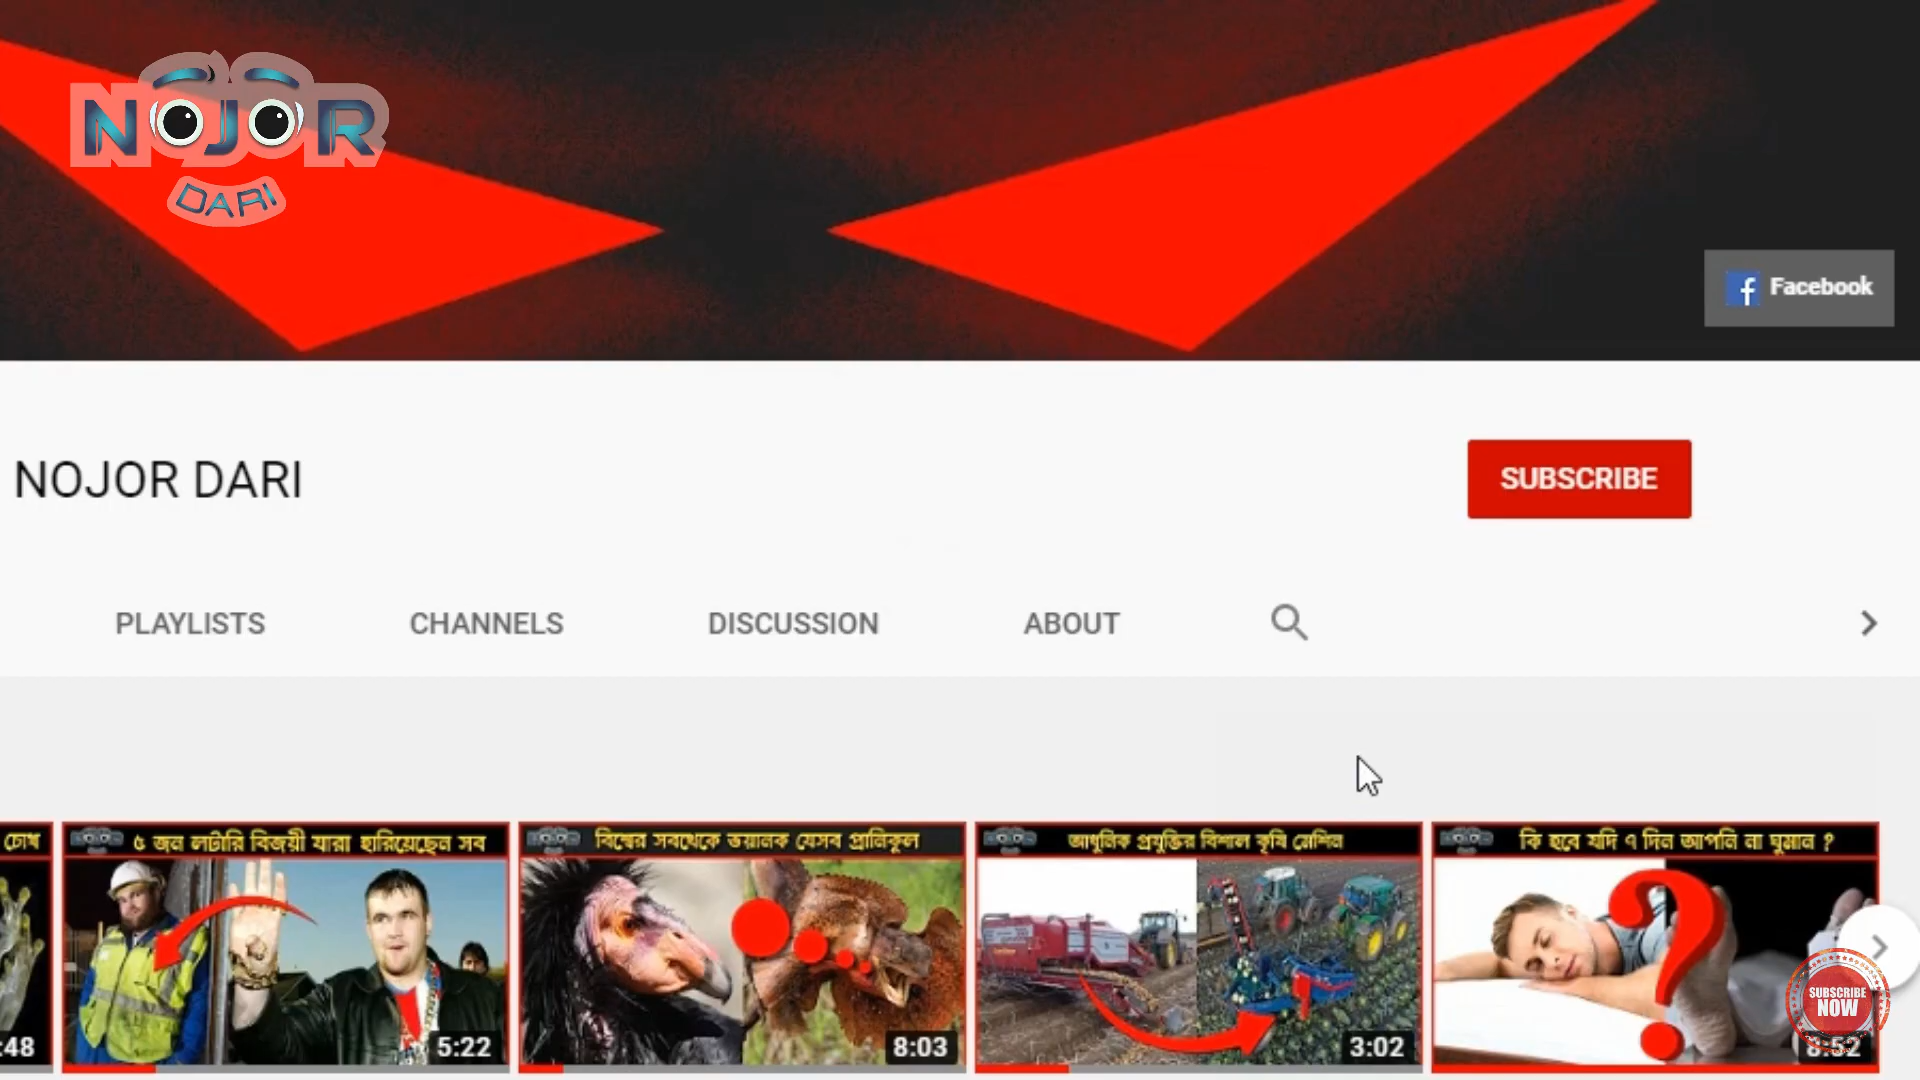 NOJOR
DARI
Facebook
NOJOR DARI
SUBSCRIBE
PLAYLISTS
CHANNELS
DISCUSSION
ABOUT
চোখ
৫ জন লটারি বিজয়ী যারা হারিয়েছেন সব
বিশ্বের সবথেকে ভয়ানক যেসব প্রানিকুল
আধুনিক প্রযুক্তির বিশাল কৃষি মেশিন
কি হবে যদি ৭ দিন আপনি না ঘুমান ?
:48
5:22
8:03
3:02
8:52
SUBSCRIBE
NOW